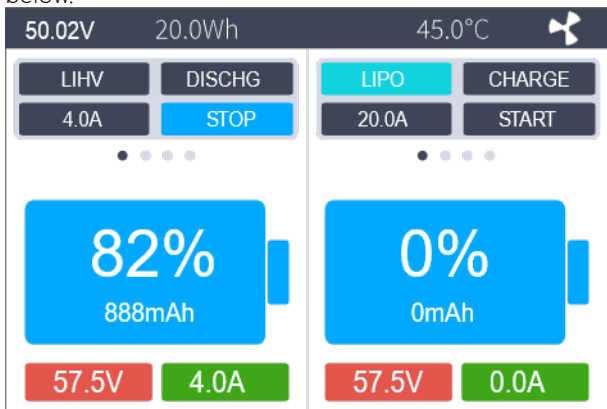 below.
50.02V 20.0Wh 45.0°C
LIHV DISCHG LIPO CHARGE
4.0A STOP 20.0A START
82% 0%
888mAh 0mAh
57.5V 4.0A 57.5V 0.0A